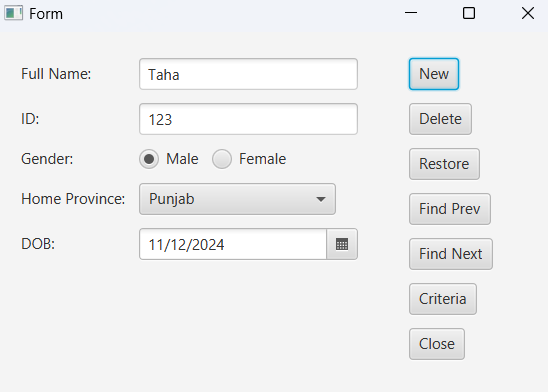 Form
Full Name: Taha New
ID: 123 Delete
Gender: Male Female Restore
Home Province: Punjab Find Prev
DOB: 11/12/2024 Find Next
Criteria
Close